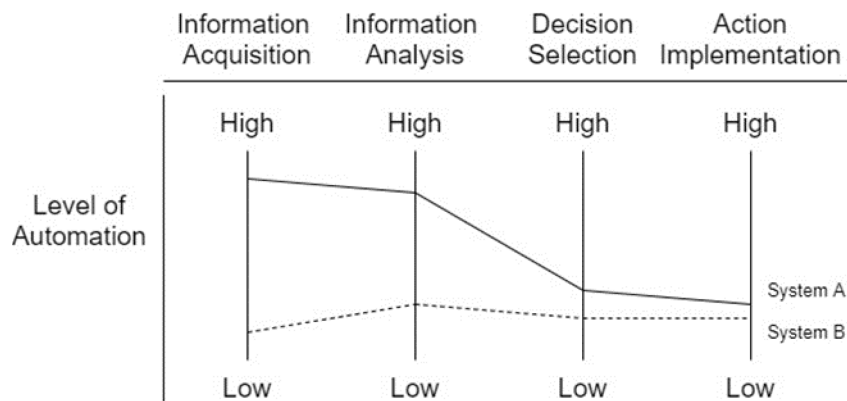 Information Acquisition
Information Analysis
Decision Selection
Action Implementation
High
High
High
High
Level of
Automation
System A
System B
Low
Low
Low
Low